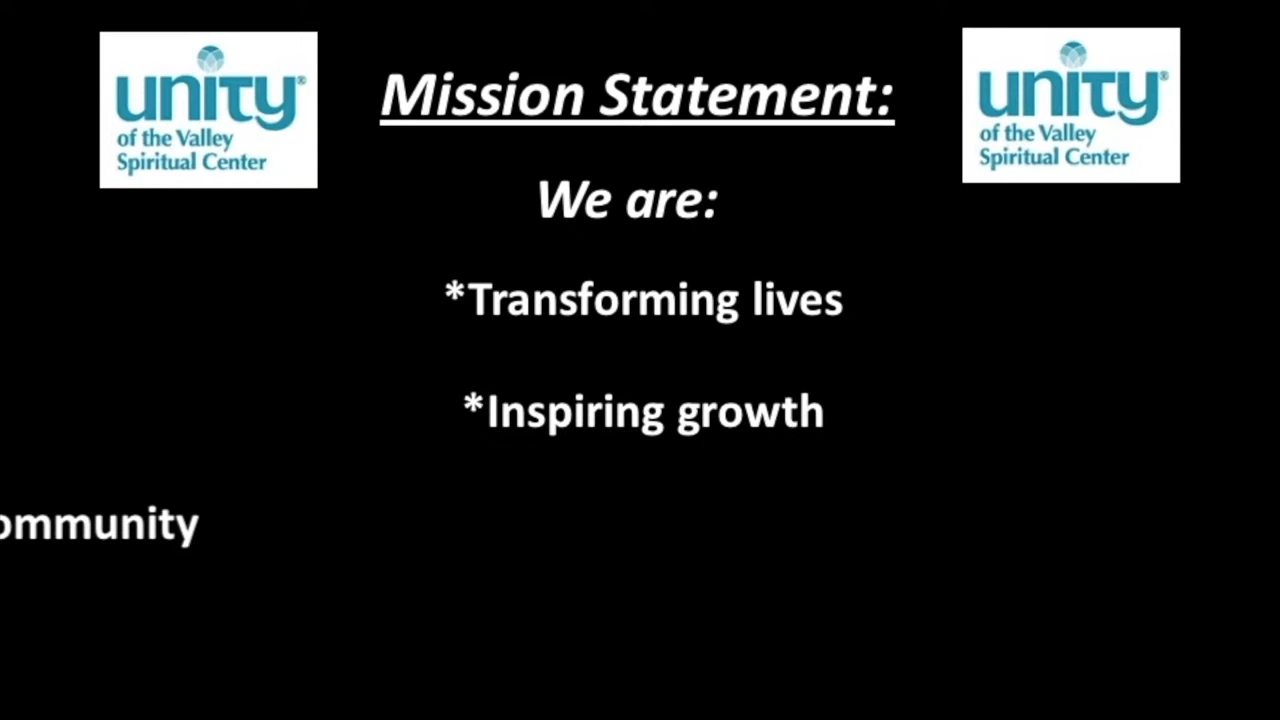 unity®
of the Valley
Spiritual Center
Mission Statement:
unity®
of the Valley
Spiritual Center
We are:
*Transforming lives
*Inspiring growth
ommunity